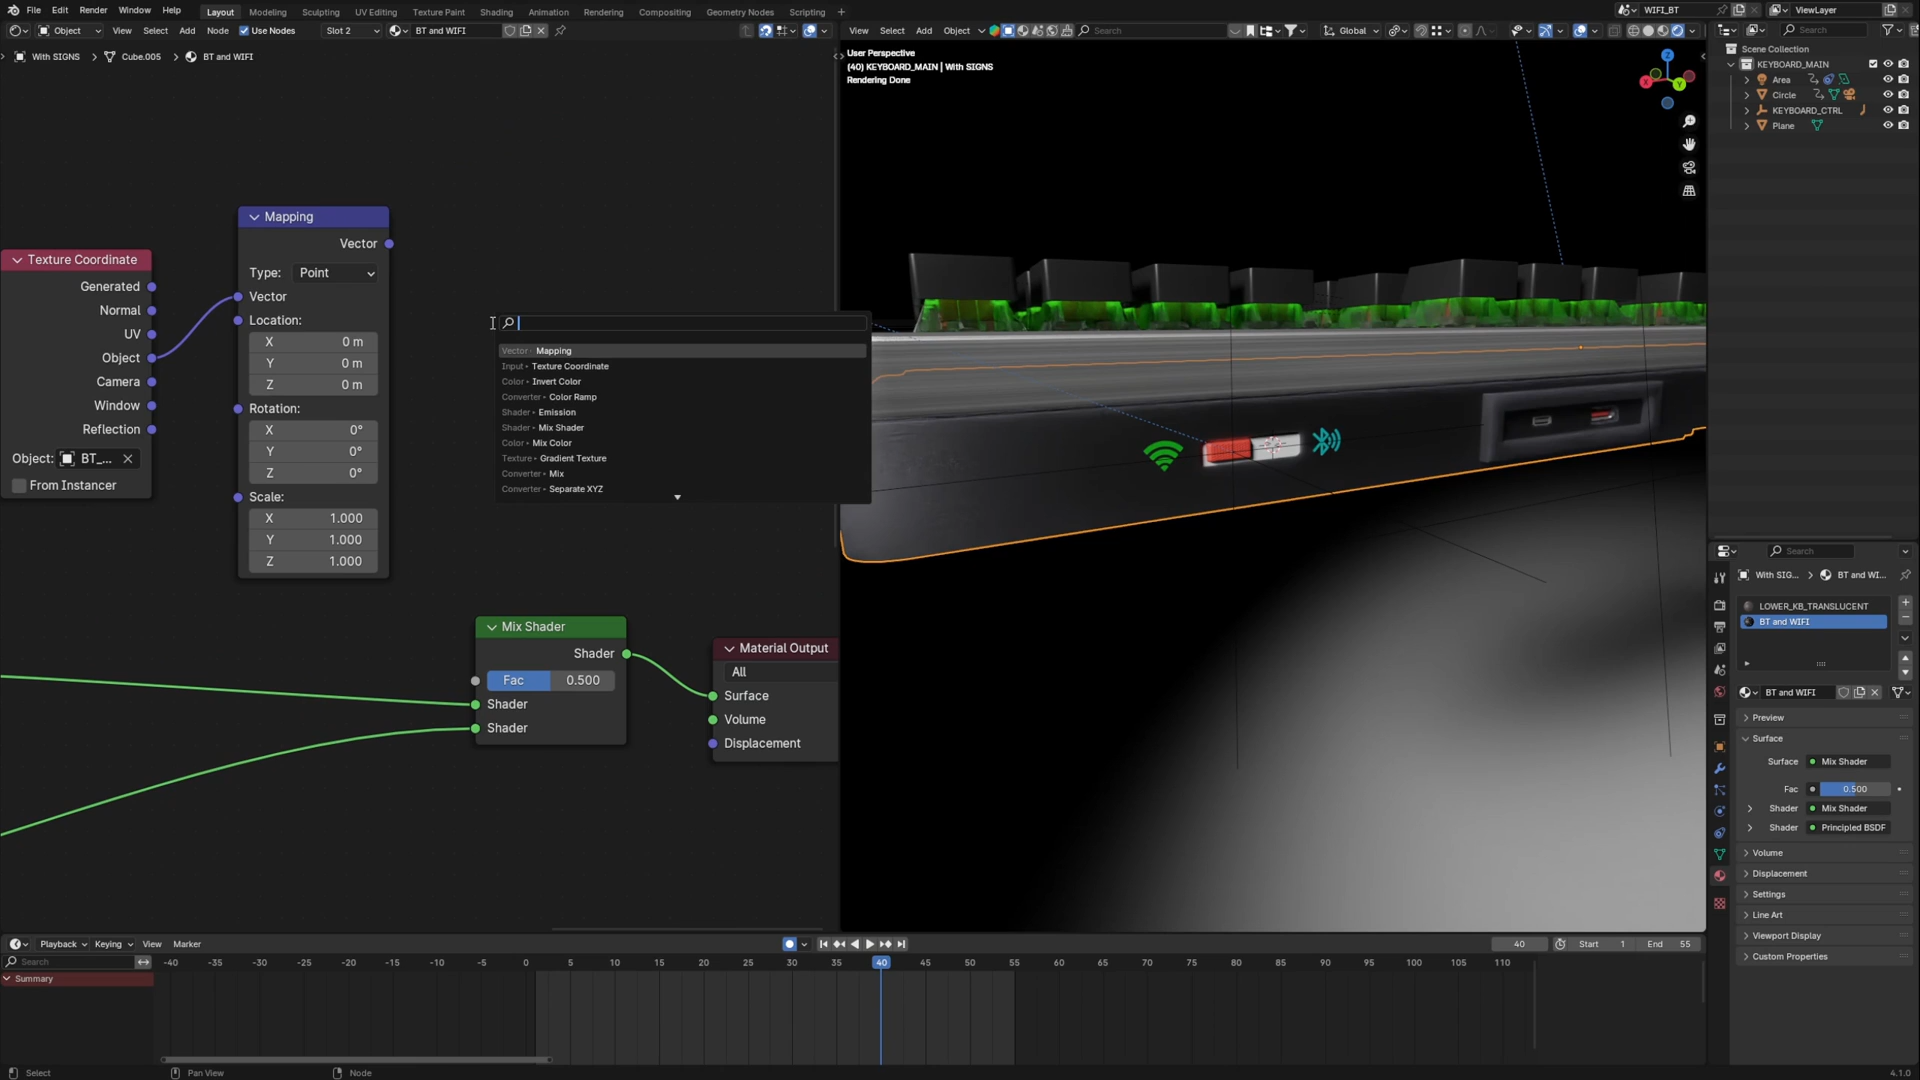 File Edit Render Window Help Layout Modeling Sculpting UV Editing Texture Paint Shading Animation Rendering Compositing Geometry Nodes Scripting + WIFI_BT ViewLayer
Object View Select Add Node Use Nodes Slot 2 BT and WIFI
View Select Add Object Search Global
Search
With SIGNS > Cube.005 > BT and WIFI
User Perspective
(40) KEYBOARD_MAIN | With SIGNS
Rendering Done
Scene Collection
KEYBOARD_MAIN
Area
Circle
KEYBOARD_CTRL
Plane
X
Y
Z
Mapping
Vector
Type: Point
Vector
Location:
X 0 m
Y 0 m
Z 0 m
Rotation:
X 0°
Y 0°
Z 0°
Scale:
X 1.000
Y 1.000
Z 1.000
Texture Coordinate
Generated
Normal
UV
Object
Camera
Window
Reflection
Object: BT_...
From Instancer
Vector▸ Mapping
Input▸ Texture Coordinate
Color▸ Invert Color
Converter▸ Color Ramp
Shader▸ Emission
Shader▸ Mix Shader
Color▸ Mix Color
Texture▸ Gradient Texture
Converter▸ Mix
Converter▸ Separate XYZ
Mix Shader
Shader
Fac 0.500
Shader
Shader
Material Output
All
Surface
Volume
Displacement
Search
With SIG... > BT and WI...
LOWER_KB_TRANSLUCENT
BT and WIFI
BT and WIFI
Preview
Surface
Surface Mix Shader
Fac 0.500
Shader Mix Shader
Shader Principled BSDF
Volume
Displacement
Settings
Line Art
Viewport Display
Custom Properties
Playback Keying View Marker 40 Start 1 End 55
Search -40 -35 -30 -25 -20 -15 -10 -5 0 5 10 15 20 25 30 35 40 45 50 55 60 65 70 75 80 85 90 95 100 105 110
Summary
Select Pan View Node 4.1.0